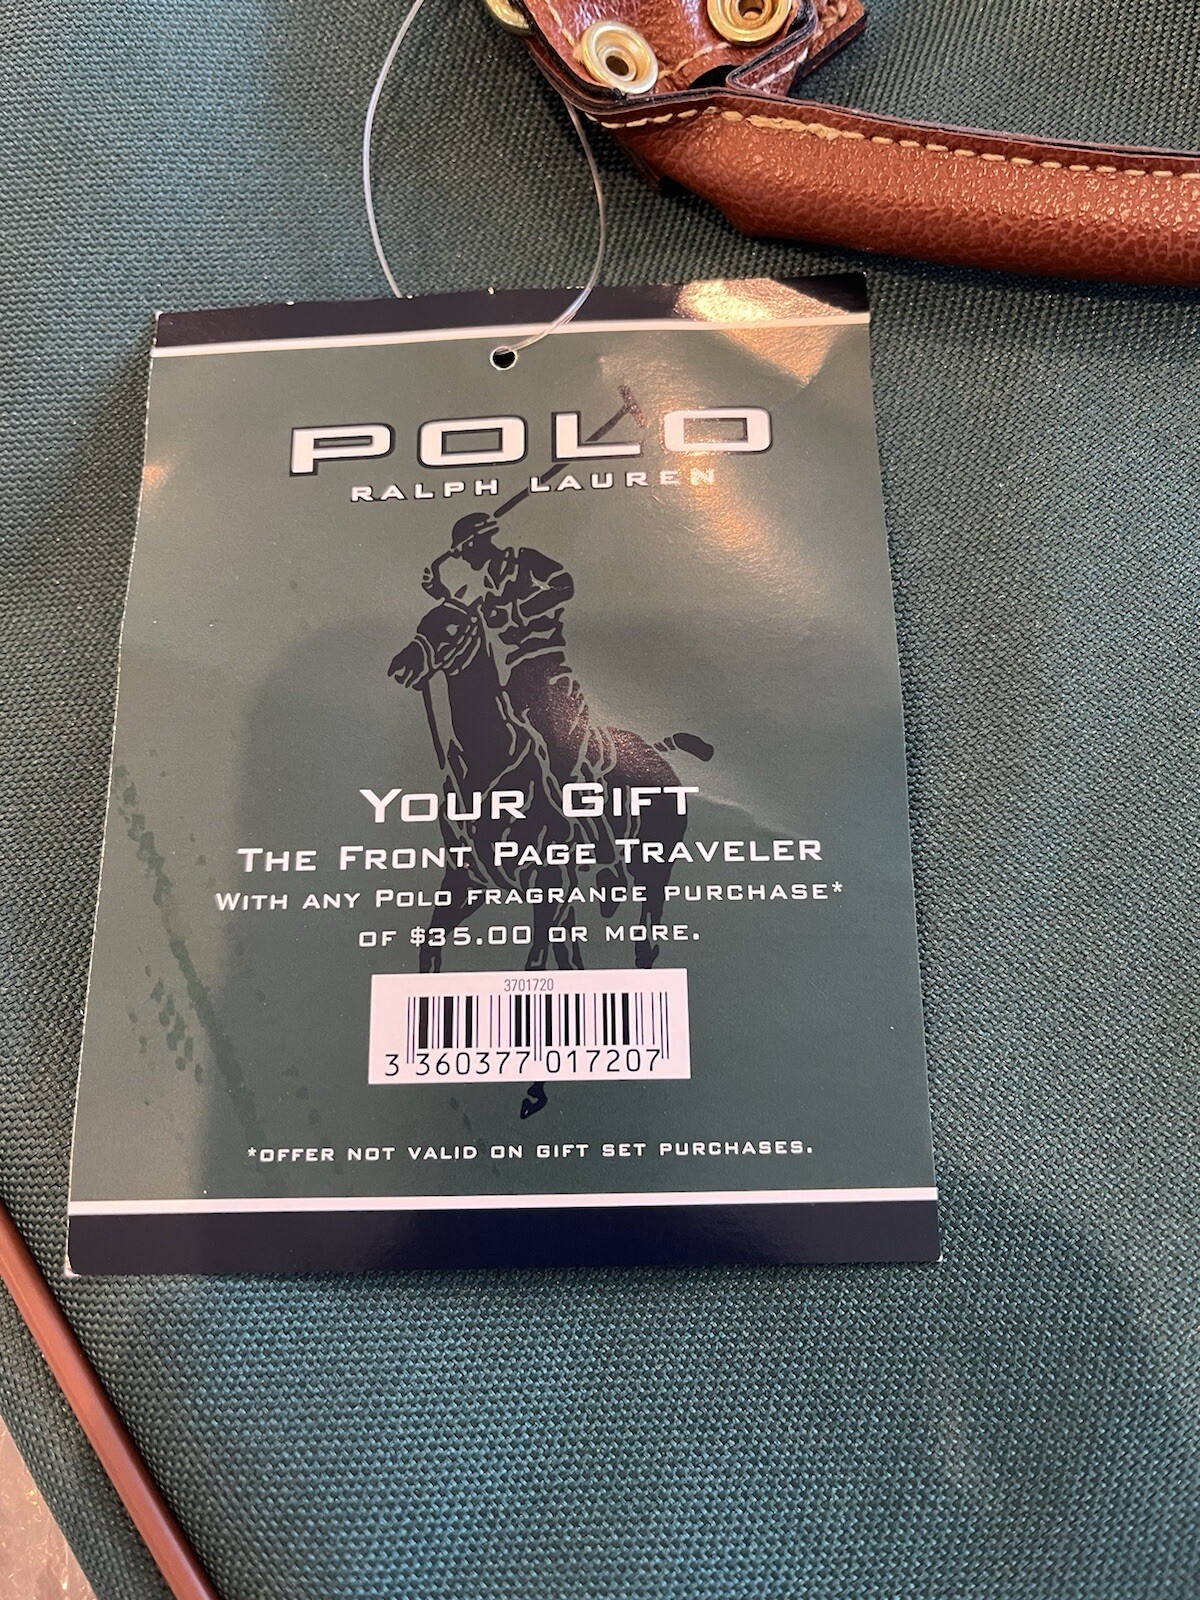 POLO
RALPH LAUREN
YOUR GIFT
THE FRONT PAGE TRAVELER
WITH ANY POLO FRAGRANCE PURCHASE*
OF $35.00 OR MORE.
3701720
3 360377 017207
*OFFER NOT VALID ON GIFT SET PURCHASES.